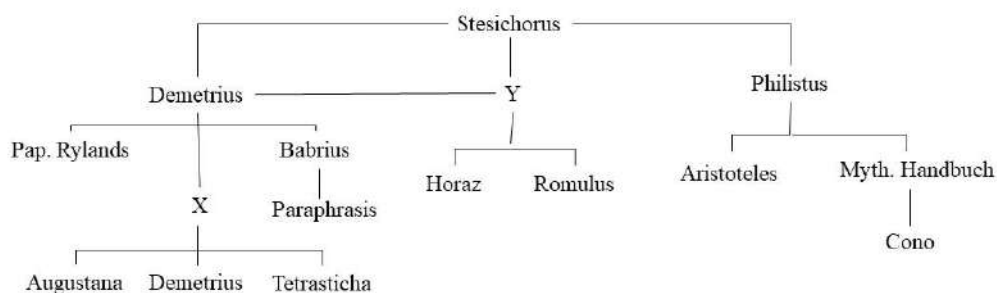 Stesichorus
Demetrius Y Philistus
Pap. Rylands Babrius
Horaz Romulus Aristoteles Myth. Handbuch
X Paraphrasis
Cono
Augustana Demetrius Tetrasticha